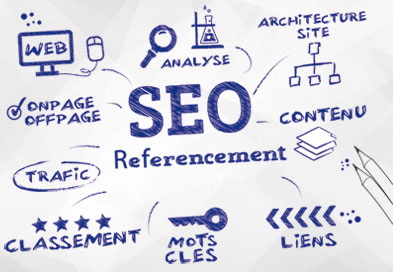 WEB
ANALYSE
ARCHITECTURE
SITE
ONPAGE
OFFPAGE
SEO
CONTENU
Referencement
TRAFIC
CLASSEMENT
MOTS
CLES
LIENS